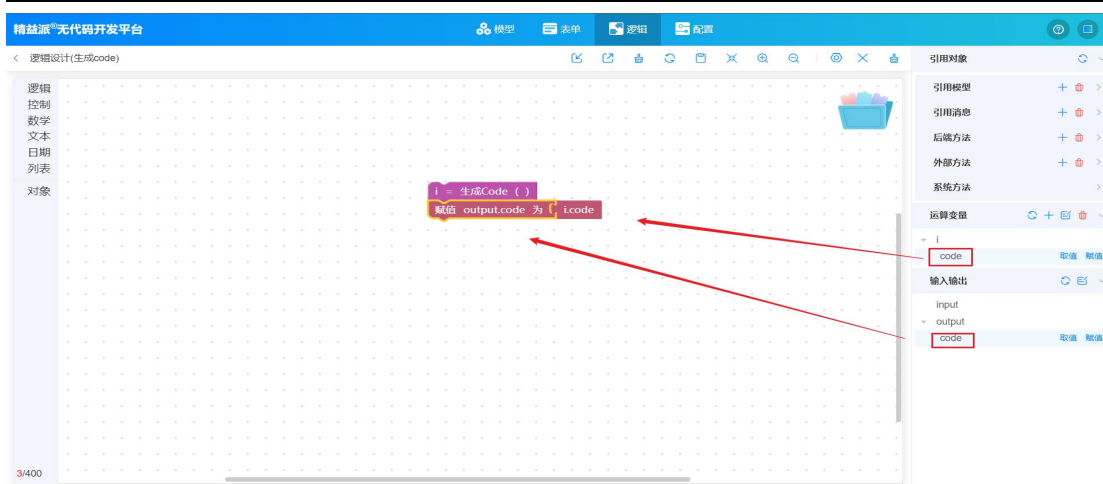 精益派®无代码开发平台 模型 表单 逻辑 配置
< 逻辑设计(生成code) 引用对象
逻辑
控制
数学
文本
日期
列表
对象
i = 生成Code ( )
赋值 output.code 为 ( i.code
3/400
引用模型
引用消息
后端方法
外部方法
系统方法
运算变量
i
code 取值 赋值
输入输出
input
output
code 取值 赋值